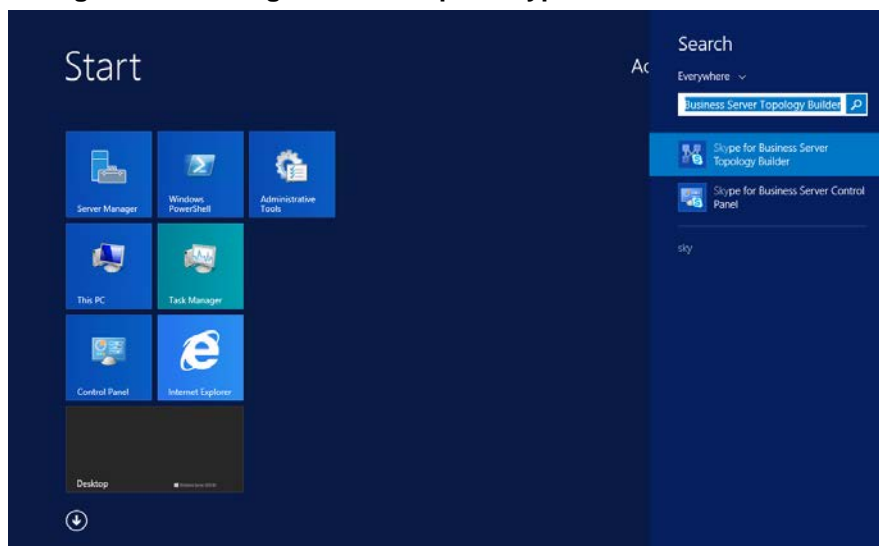 Start
Ac
Server Manager
Windows
PowerShell
Administrative
Tools
This PC
Task Manager
Control Panel
Internet Explorer
Desktop
Search
Everywhere
Business Server Topology Builder
Skype for Business Server
Topology Builder
Skype for Business Server Control
Panel
sky